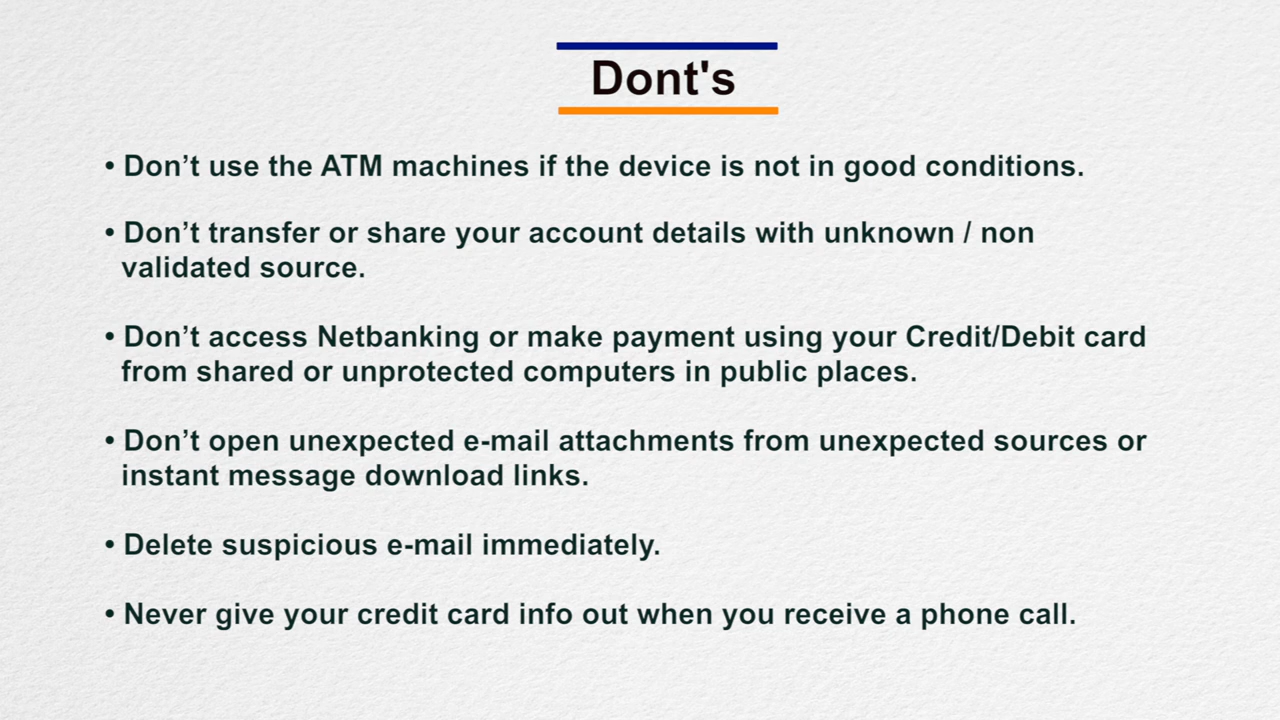 Dont's
• Don’t use the ATM machines if the device is not in good conditions.
• Don’t transfer or share your account details with unknown / non
validated source.
• Don’t access Netbanking or make payment using your Credit/Debit card
from shared or unprotected computers in public places.
• Don’t open unexpected e-mail attachments from unexpected sources or
instant message download links.
• Delete suspicious e-mail immediately.
• Never give your credit card info out when you receive a phone call.